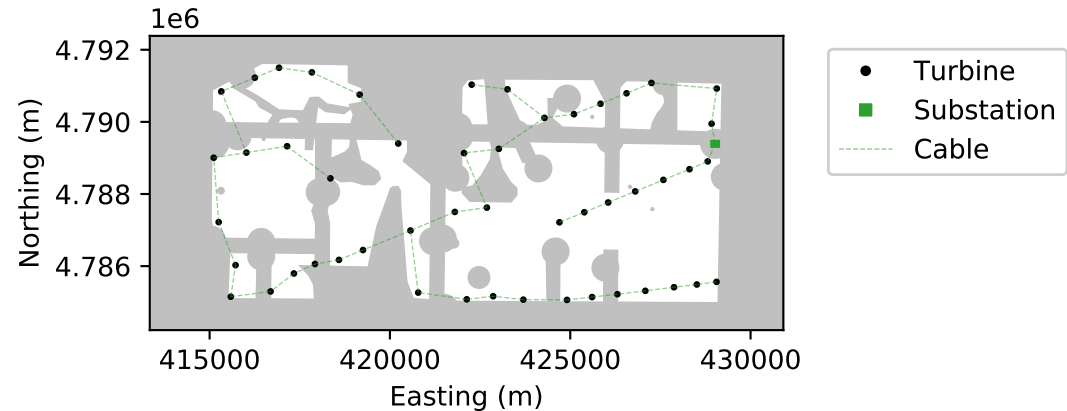 1e6
4.792
4.790
4.788
4.786
Northing (m)
415000 420000 425000 430000
Easting (m)
Turbine
Substation
Cable